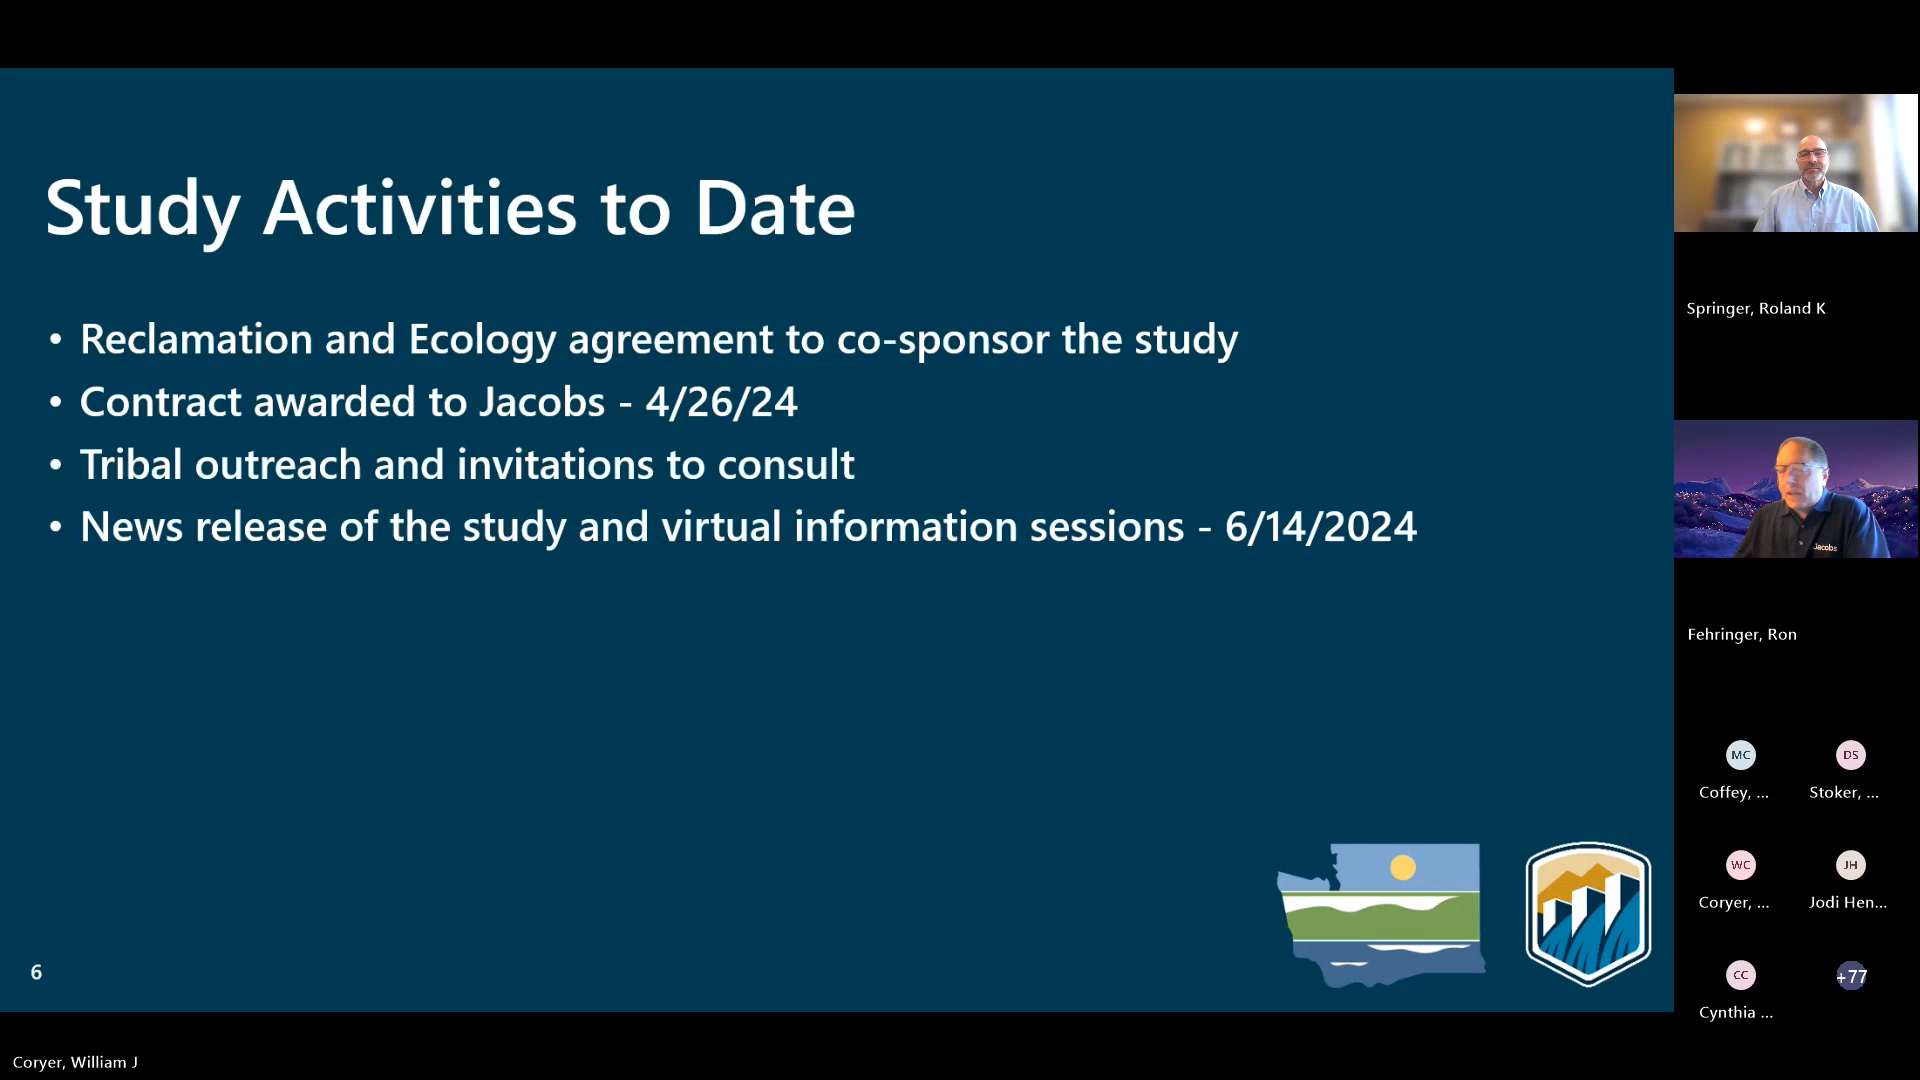 Study Activities to Date
• Reclamation and Ecology agreement to co-sponsor the study
• Contract awarded to Jacobs - 4/26/24
• Tribal outreach and invitations to consult
• News release of the study and virtual information sessions - 6/14/2024
6
Springer, Roland K
Jacobs
Fehringer, Ron
MC
DS
Coffey, ...
Stoker, ...
WC
JH
Coryer, ...
Jodi Hen...
CC
+77
Cynthia ...
Coryer, William J